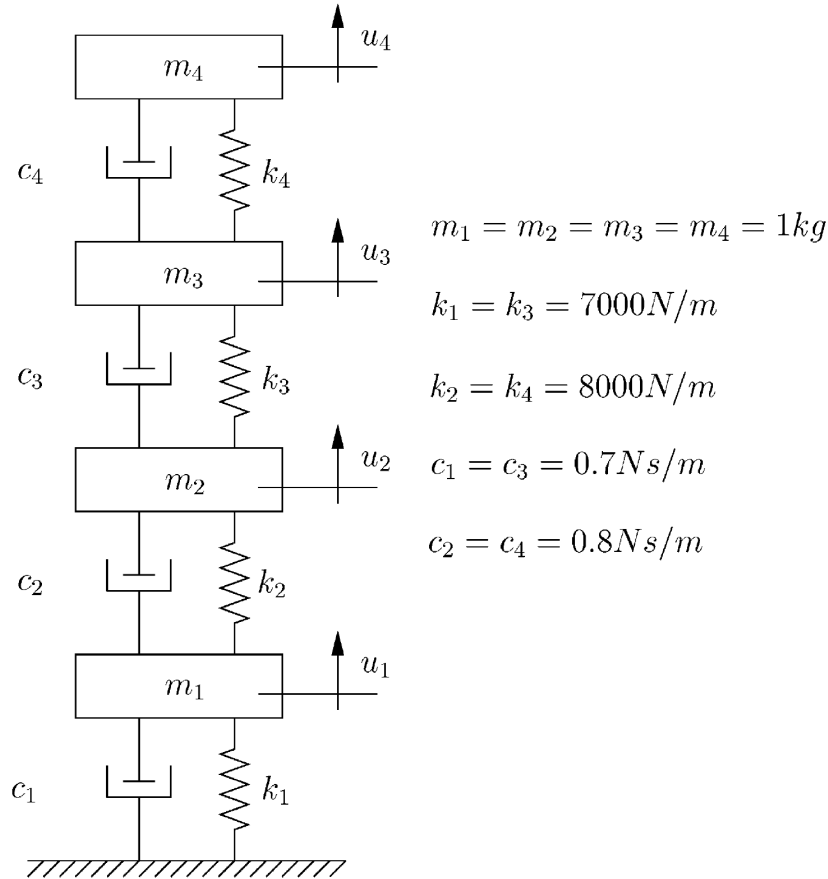 u₄
m₄
c₄
k₄
u₃
m₁ = m₂ = m₃ = m₄ = 1kg
m₃
k₁ = k₃ = 7000N/m
c₃
k₃
k₂ = k₄ = 8000N/m
u₂
c₁ = c₃ = 0.7Ns/m
m₂
c₂ = c₄ = 0.8Ns/m
c₂
k₂
u₁
m₁
c₁
k₁